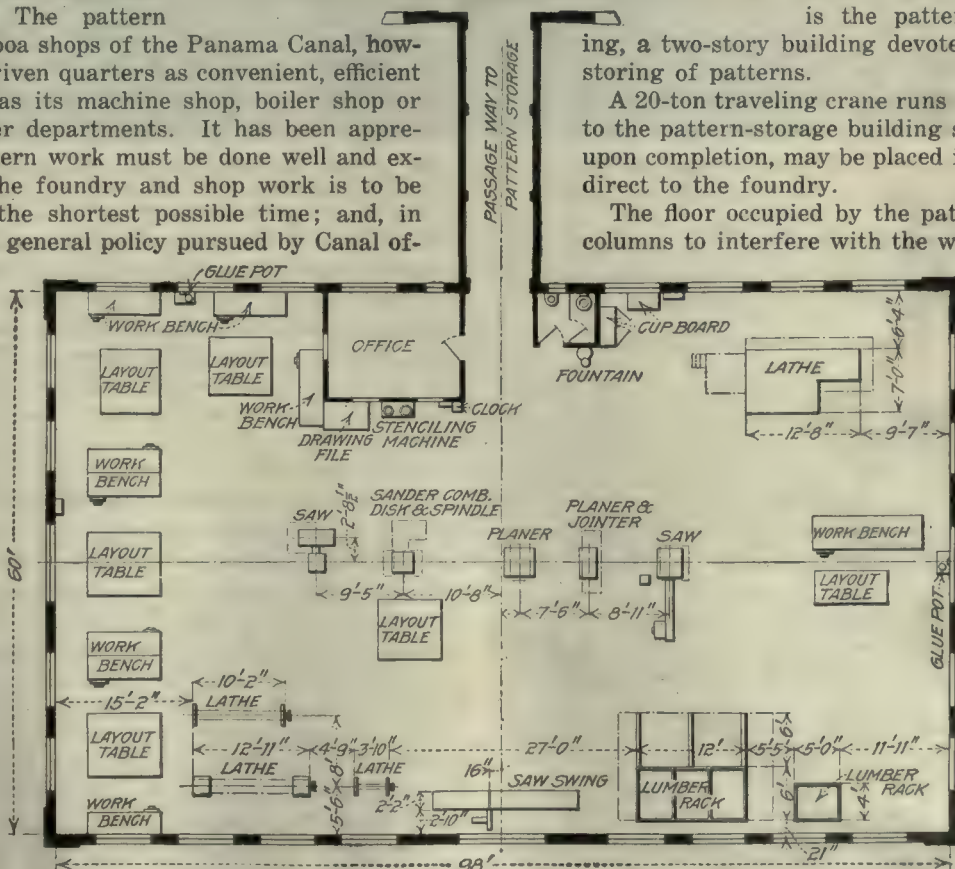 The pattern
boa shops of the Panama Canal, how-
riven quarters as convenient, efficient
as its machine shop, boiler shop or
er departments. It has been appre-
ern work must be done well and ex-
he foundry and shop work is to be
the shortest possible time; and, in
general policy pursued by Canal of-
is the patter
ing, a two-story building devote
storing of patterns.
A 20-ton traveling crane runs
to the pattern-storage building s
upon completion, may be placed
direct to the foundry.
The floor occupied by the pat
columns to interfere with the w
PASSAGE WAY TO
PATTERN STORAGE
GLUE POT
WORK BENCH
LAYOUT
TABLE
LAYOUT
TABLE
OFFICE
WORK-
BENCH
DRAWING
FILE
STENCILING
MACHINE
CLOCK
FOUNTAIN
CUP BOARD
LATHE
6'-4"
7'-0"
12'-8"
9'-7"
WORK
BENCH
SAW
2'-8½"
SANDER COMB.
DISK & SPINDLE
PLANER
PLANER &
JOINTER
SAW
WORK BENCH
60'
LAYOUT
TABLE
9'-5"
10'-8"
7'-6"
8'-11"
LAYOUT
TABLE
LAYOUT
TABLE
GLUE POT
WORK
BENCH
15'-2"
10'-2"
LATHE
LAYOUT
TABLE
12'-11"
4'-9"
3'-10"
27'-0"
12'
5'-5"
5'-0"
11'-11"
6'
LATHE
8'
5'-6"
LATHE
16"
2'-2"
2'-10"
SAW SWING
LUMBER
RACK
6'
4'
LUMBER
RACK
WORK
BENCH
21"
98'